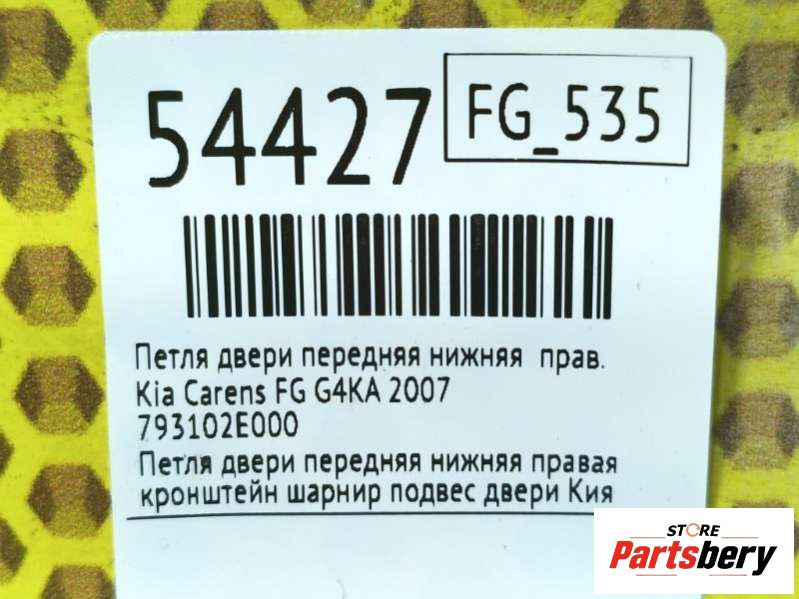 54427
FG_535
Петля двери передняя нижняя прав.
Kia Carens FG G4KA 2007
793102E000
Петля двери передняя нижняя правая
кронштейн шарнир подвес двери Кия
STORE
Partsbery